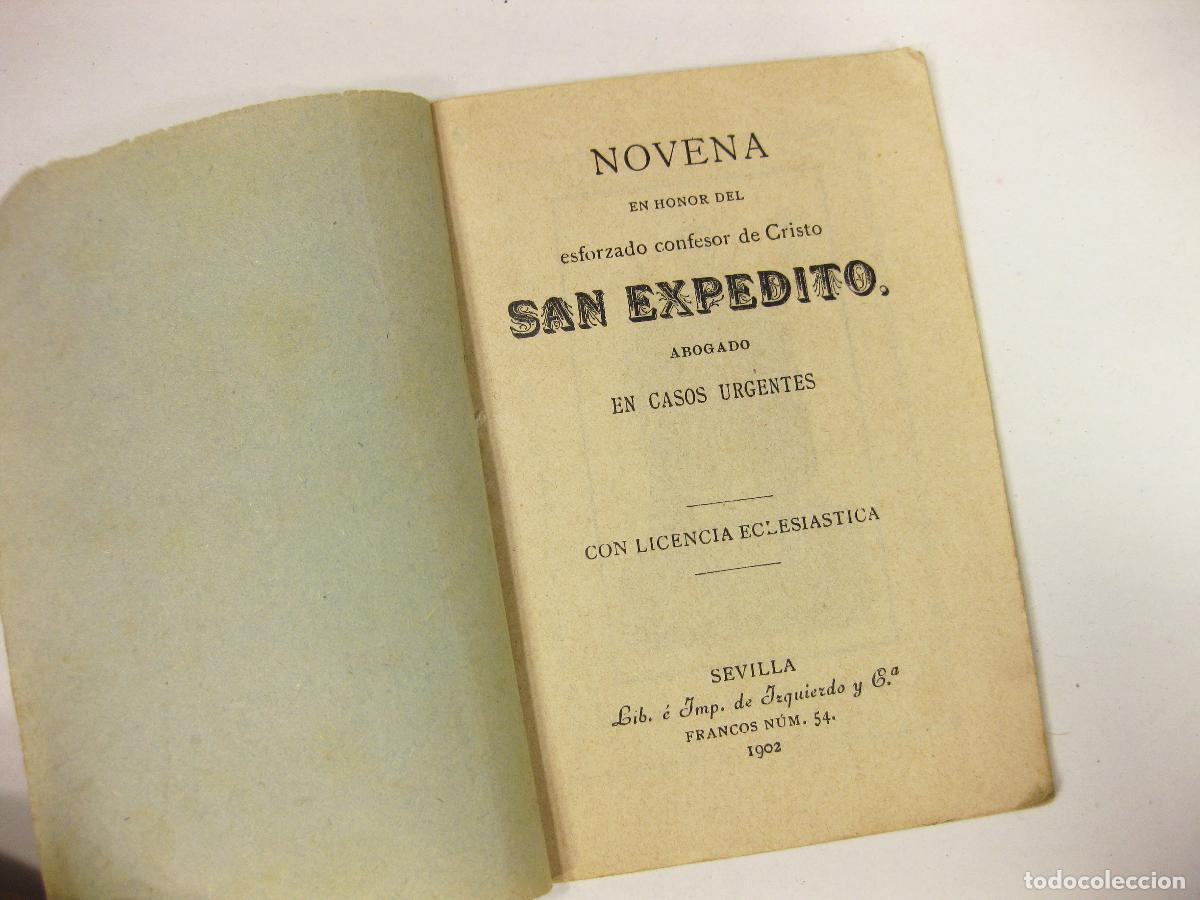 NOVENA
EN HONOR DEL
esforzado confesor de Cristo
SAN EXPEDITO.
ABOGADO
EN CASOS URGENTES
CON LICENCIA ECLESIASTICA
SEVILLA
Lib. é Imp. de Izquierdo y C.ª
FRANCOS NÚM. 54.
1902
todocoleccion